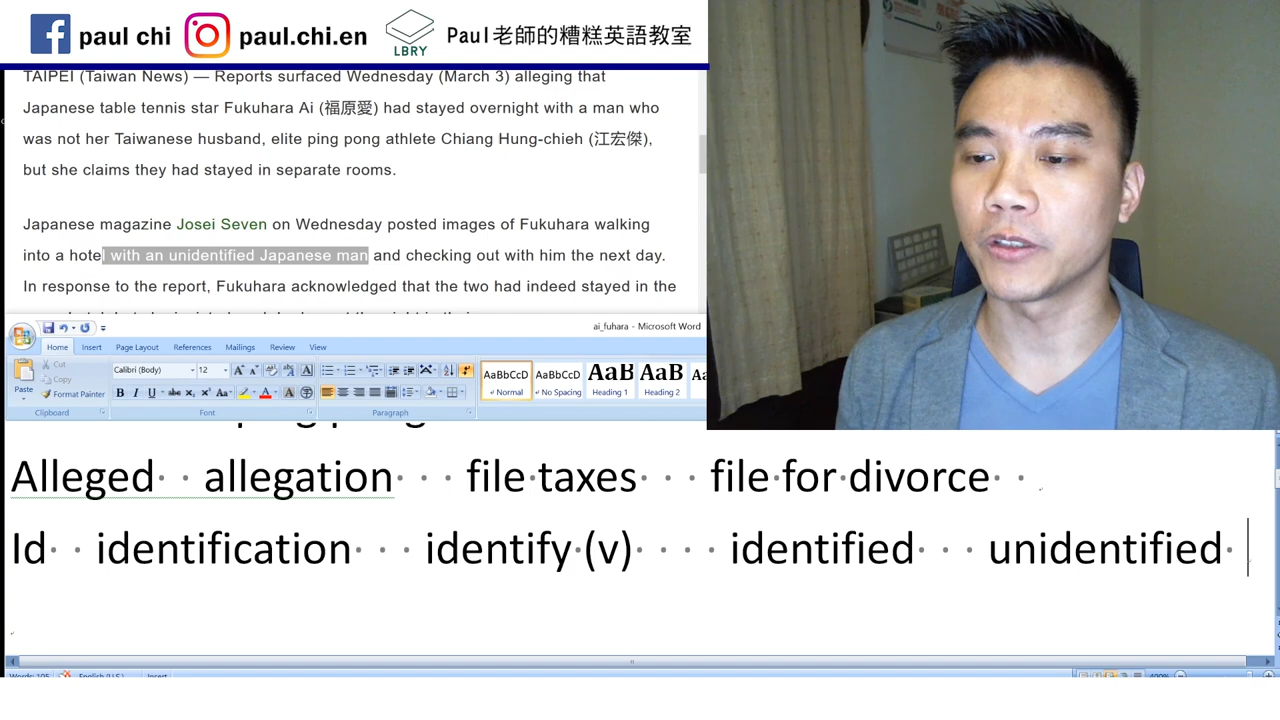 paul chi paul.chi.en LBRY Paul老師的糟糕英語教室
TAIPEI (Taiwan News) — Reports surfaced Wednesday (March 3) alleging that
Japanese table tennis star Fukuhara Ai (福原愛) had stayed overnight with a man who
was not her Taiwanese husband, elite ping pong athlete Chiang Hung-chieh (江宏傑),
but she claims they had stayed in separate rooms.
Japanese magazine Josei Seven on Wednesday posted images of Fukuhara walking
into a hotel with an unidentified Japanese man and checking out with him the next day.
In response to the report, Fukuhara acknowledged that the two had indeed stayed in the
ai_fuhara - Microsoft Word
Home Insert Page Layout References Mailings Review View
Paste Cut Copy Format Painter Clipboard
Calibri (Body) 12 Font
Paragraph
AaBbCcD AaBbCcD AaB AaB
Normal No Spacing Heading 1 Heading 2
Alleged allegation file taxes file for divorce
Id identification identify (v) identified unidentified
Words: 105 English (U.S.) Insert 400%